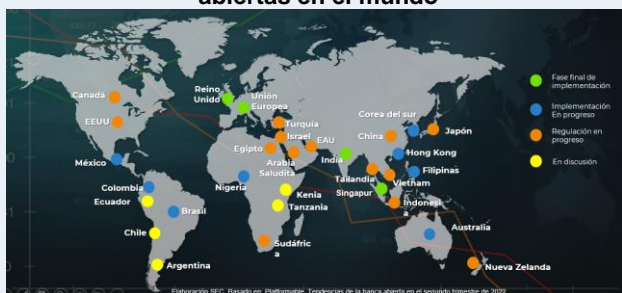 abiertas en el mundo
Canadá
EEUU
México
Colombia
Ecuador
Brasil
Chile
Argentina
Reino
Unido
Unión
Europea
Turquía
Israel
Egipto
EAU
Arabia
Saudita
Nigeria
Kenia
Tanzania
Sudáfric
a
India
Corea del sur
China
Japón
Hong Kong
Filipinas
Tailandia
Vietnam
Singapur
Indonesi
a
Australia
Nueva Zelanda
Fase final de
implementación
Implementación
En progreso
Regulación en
progreso
En discusión
Elaboración SFC. Basado en Platformable. Tendencias de la banca abierta en el segundo trimestre de 2022